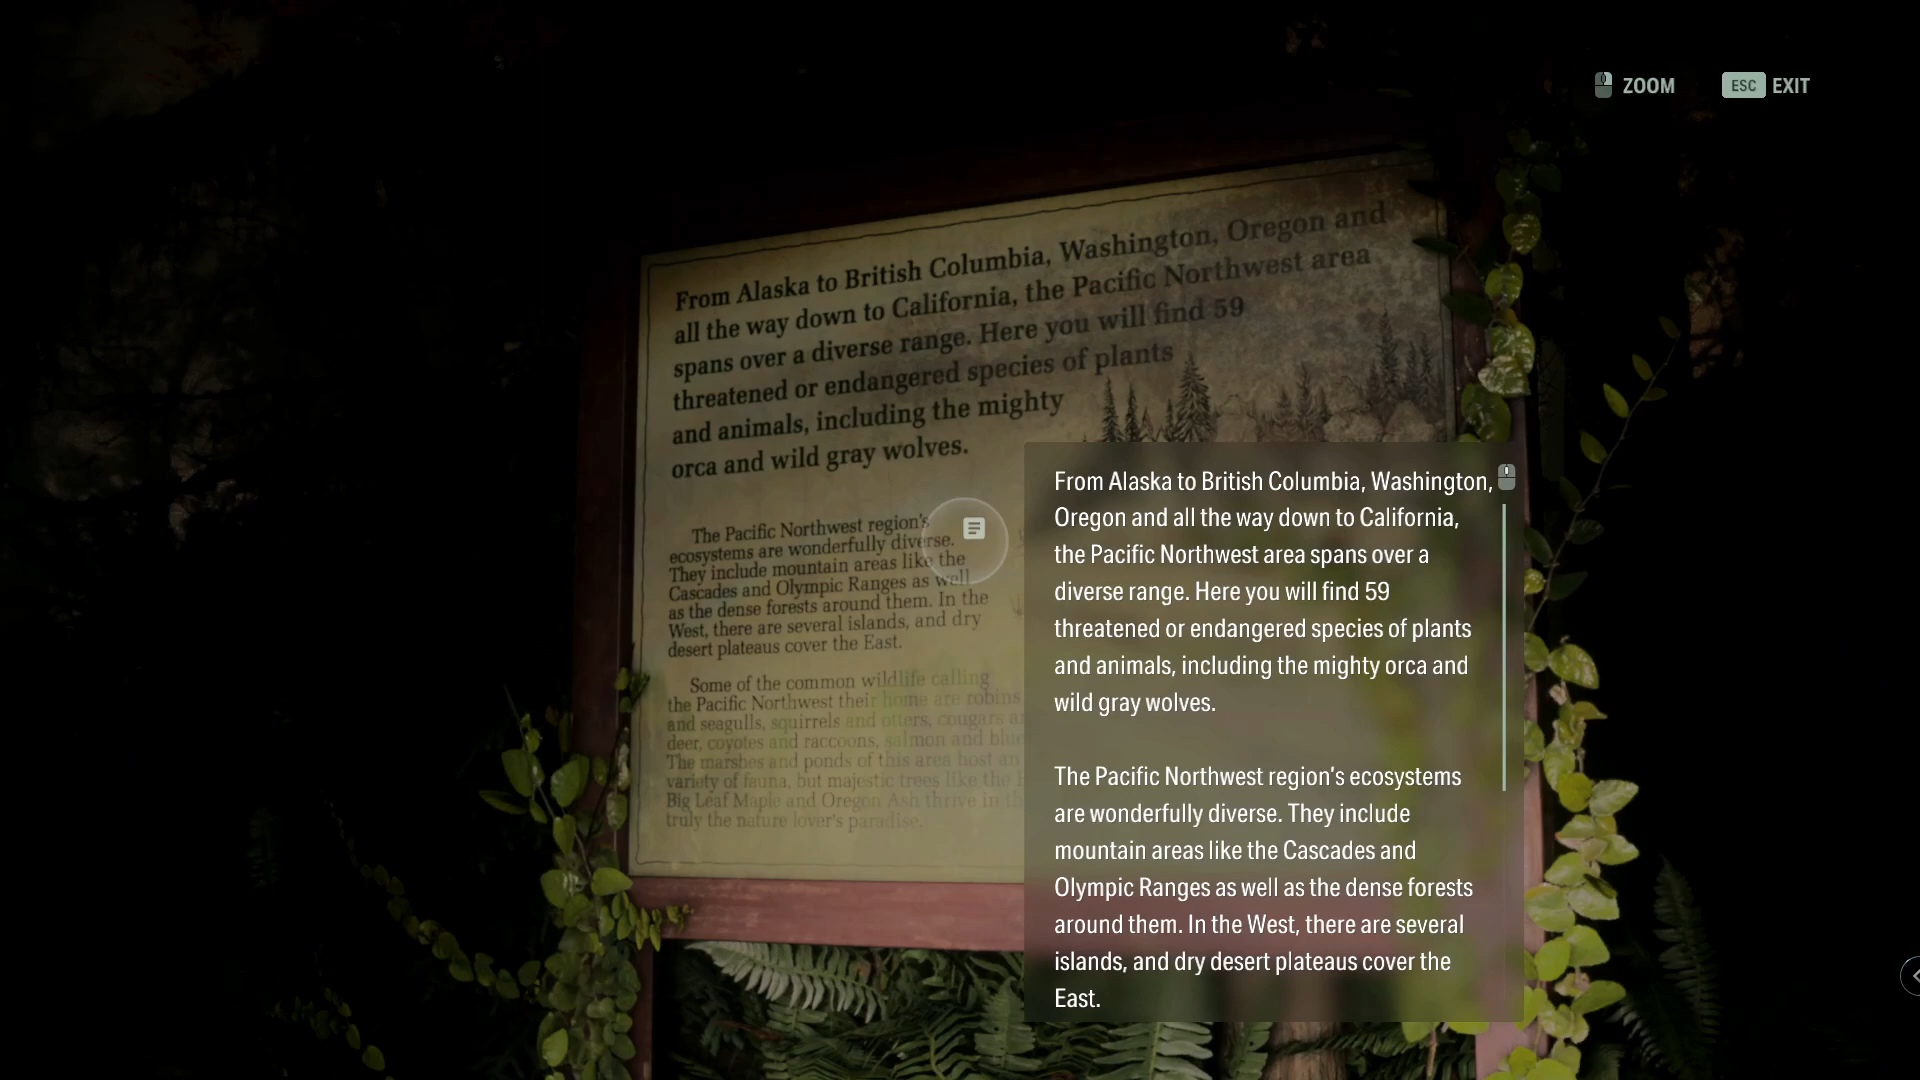 ZOOM
ESC EXIT
From Alaska to British Columbia, Washington, Oregon and
all the way down to California, the Pacific Northwest area
spans over a diverse range. Here you will find 59
threatened or endangered species of plants
and animals, including the mighty
orca and wild gray wolves.
The Pacific Northwest region's
ecosystems are wonderfully diverse.
They include mountain areas like the
Cascades and Olympic Ranges as well
as the dense forests around them. In the
West, there are several islands, and dry
desert plateaus cover the East.
Some of the common wildlife calling
the Pacific Northwest their home are robins
and seagulls, squirrels and otters, cougars
deer, coyotes and raccoons, salmon and
The marshes and ponds of this area host
variety of fauna, but majestic trees like the
Big Leaf Maple and Oregon Ash thrive in
truly the nature lover's paradise.
From Alaska to British Columbia, Washington,
Oregon and all the way down to California,
the Pacific Northwest area spans over a
diverse range. Here you will find 59
threatened or endangered species of plants
and animals, including the mighty orca and
wild gray wolves.
The Pacific Northwest region's ecosystems
are wonderfully diverse. They include
mountain areas like the Cascades and
Olympic Ranges as well as the dense forests
around them. In the West, there are several
islands, and dry desert plateaus cover the
East.